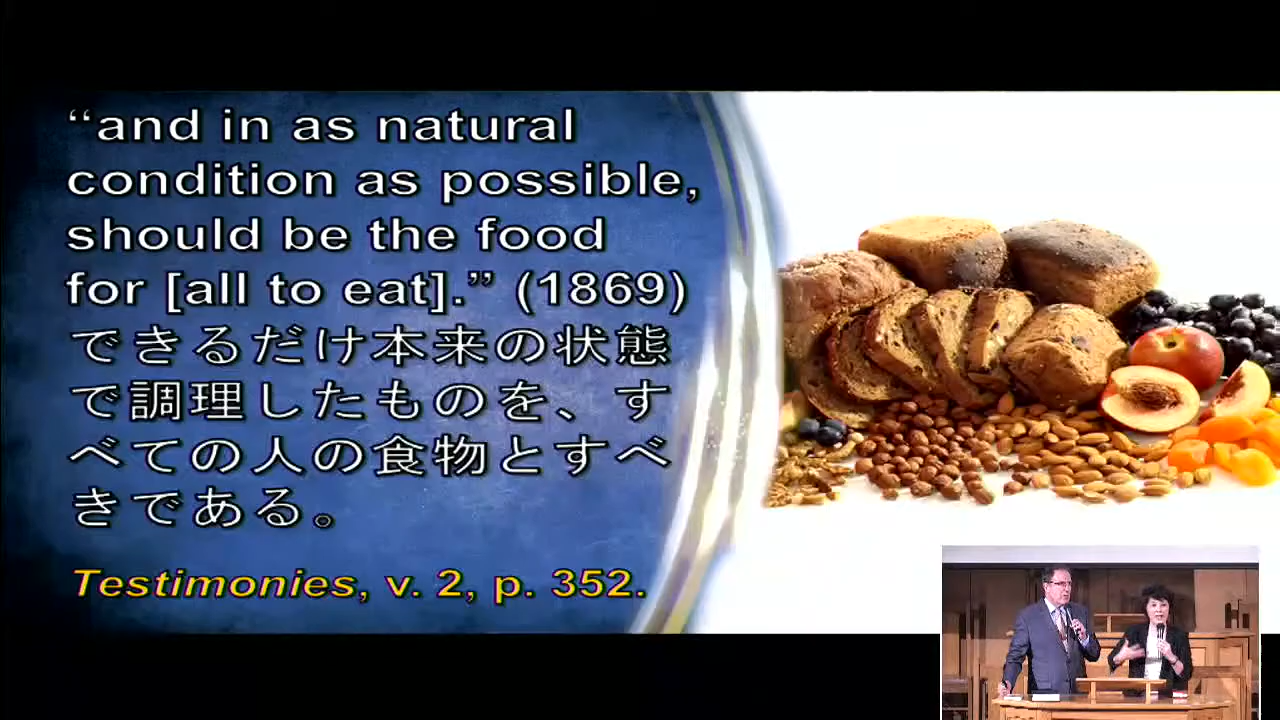 “and in as natural
condition as possible,
should be the food
for [all to eat].” (1869)
できるだけ本来の状態
で調理したものを、す
べての人の食物とすべ
きである。
Testimonies, v. 2, p. 352.